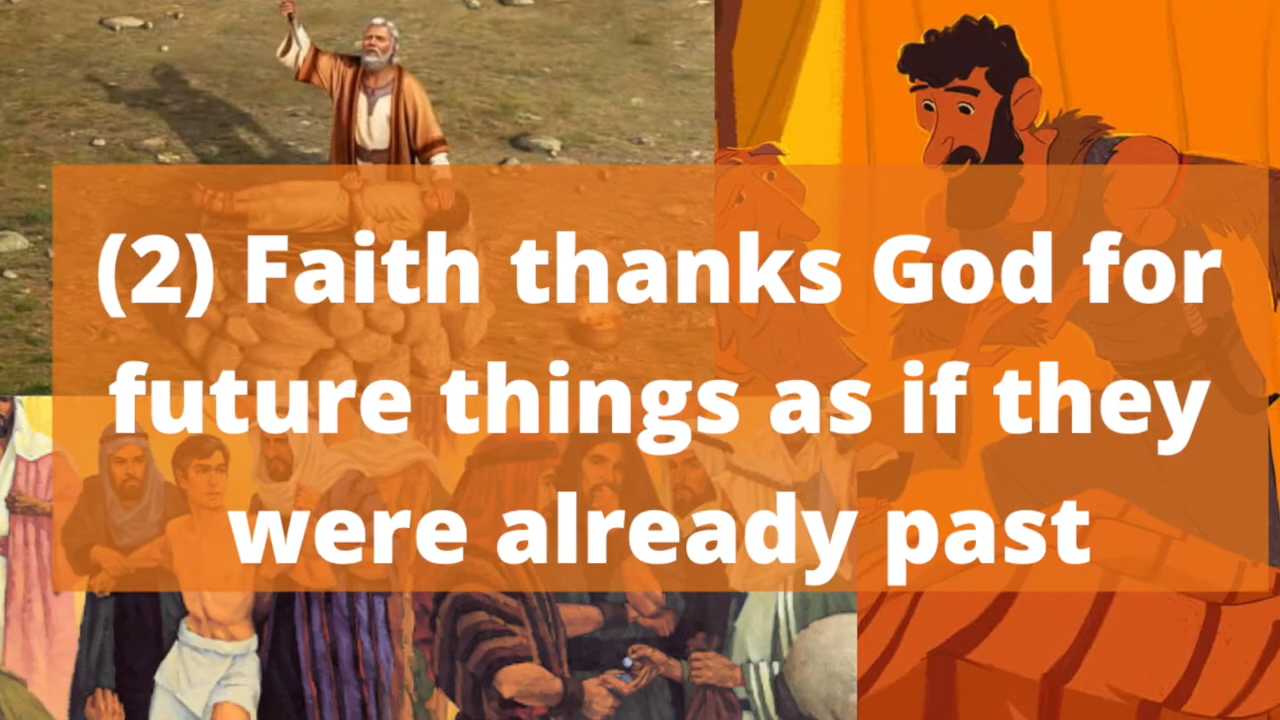 (2) Faith thanks God for
future things as if they
were already past